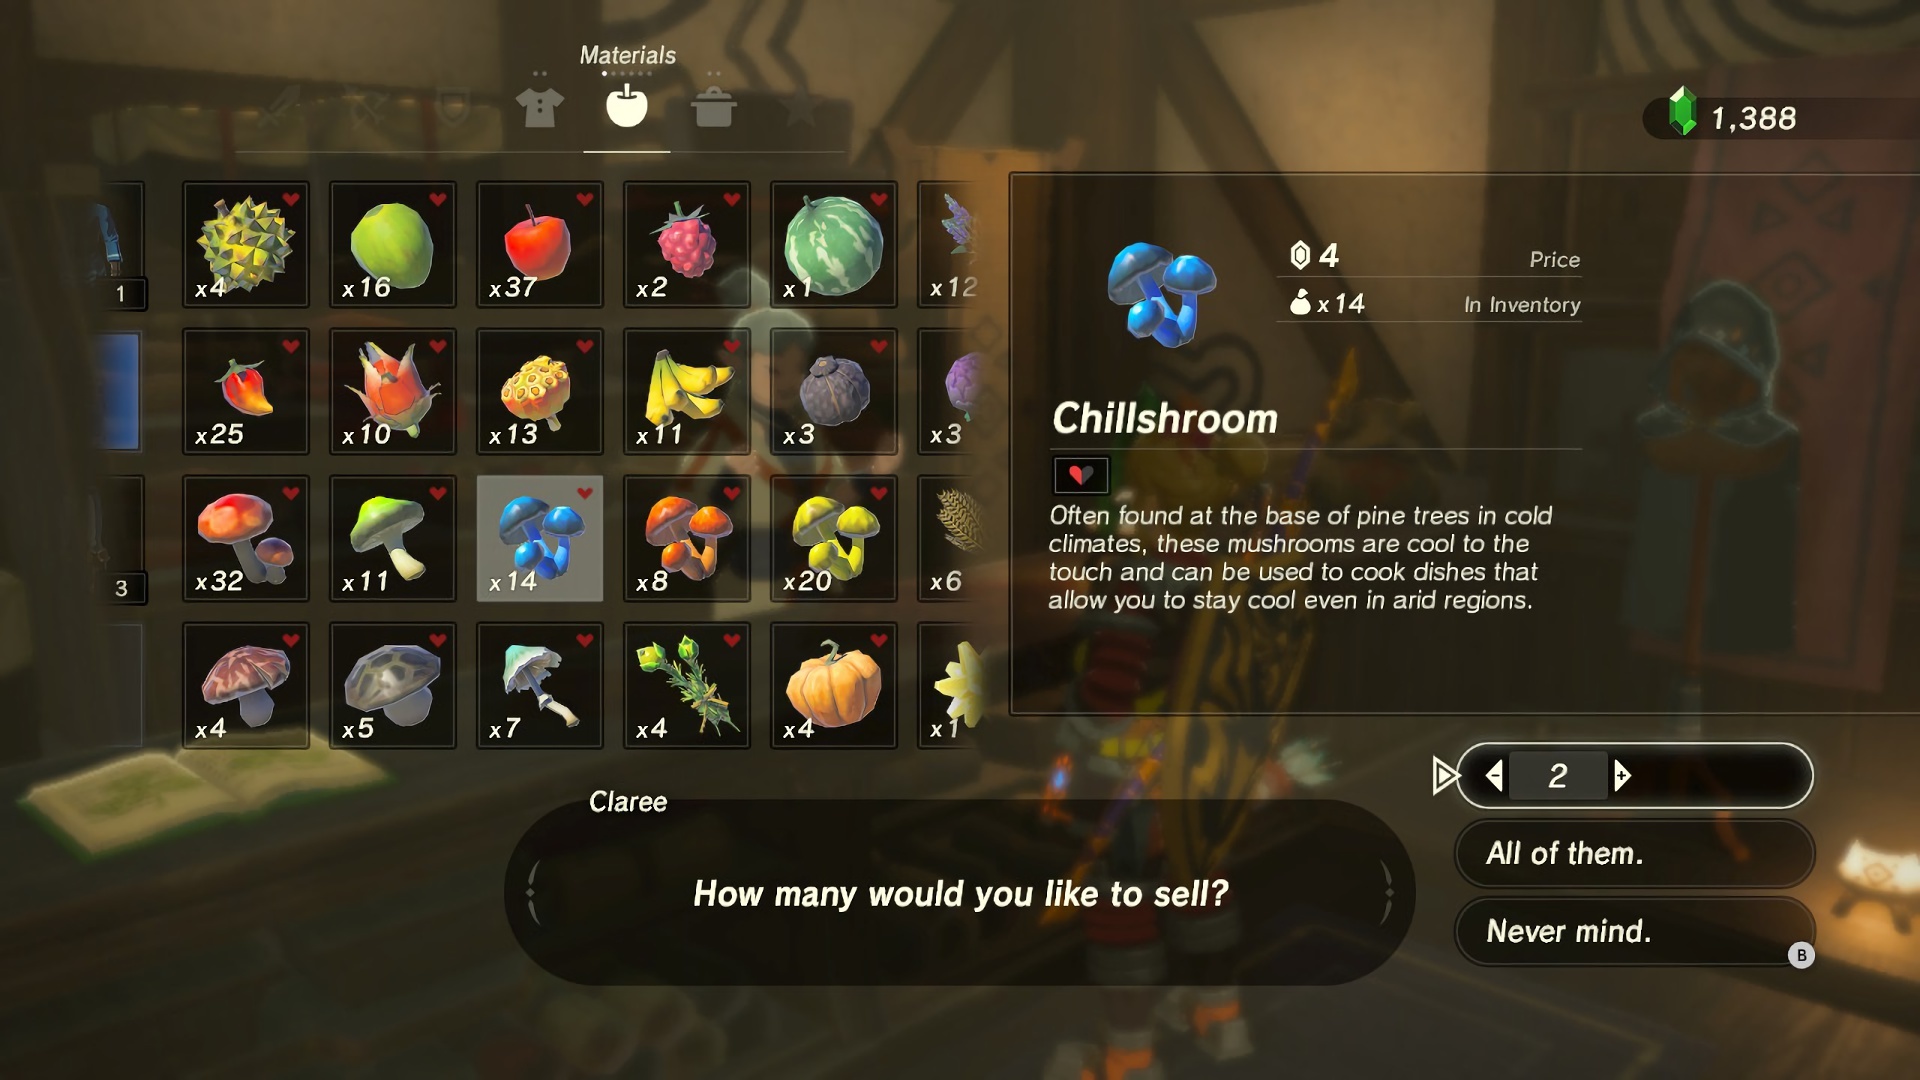 Materials
1,388
x4
x16
x37
x2
x1
x12
1
x25
x10
x13
x11
x3
x3
x32
x11
x14
x8
x20
x6
3
x4
x5
x7
x4
x4
x1
4 Price
x14 In Inventory
Chillshroom
Often found at the base of pine trees in cold
climates, these mushrooms are cool to the
touch and can be used to cook dishes that
allow you to stay cool even in arid regions.
- 2 +
All of them.
Never mind.
B
Claree
How many would you like to sell?